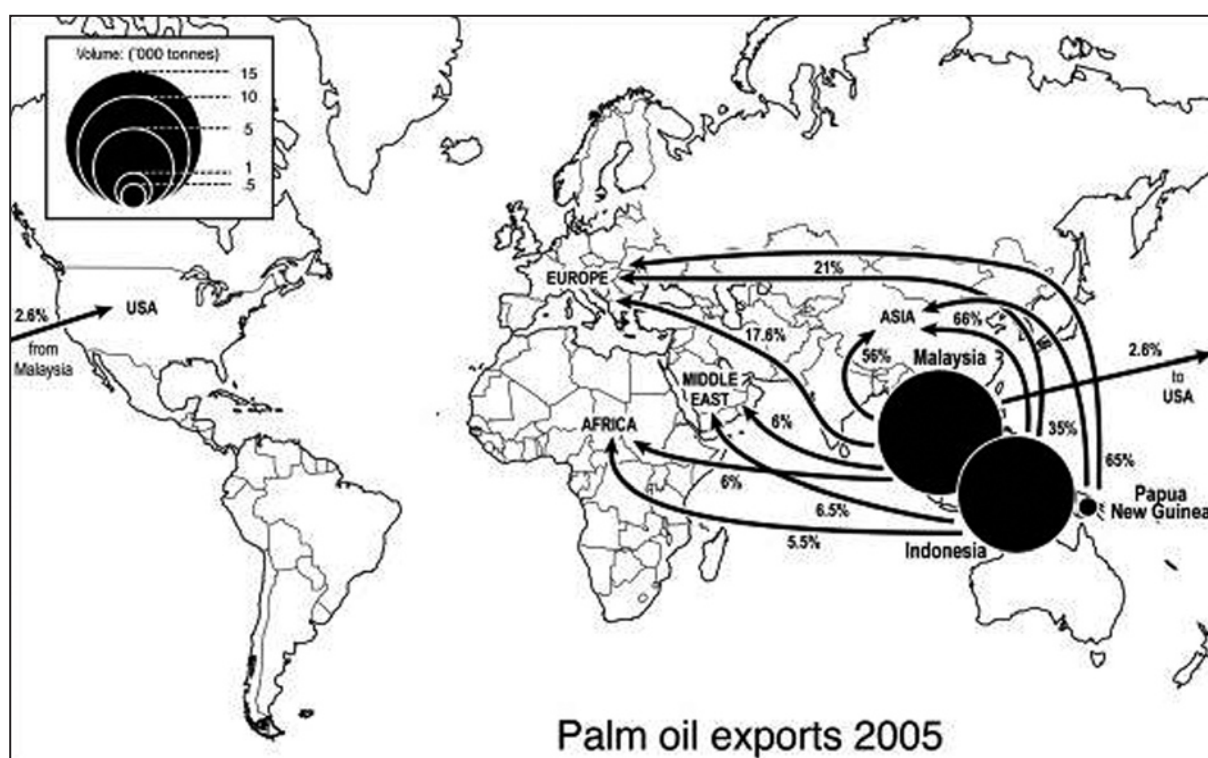 Volume: ('000 tonnes)
15
10
5
1
.5
2.6%
from
Malaysia
USA
EUROPE
21%
17.6%
ASIA
66%
56%
Malaysia
2.6%
to
USA
MIDDLE
EAST
AFRICA
6%
6%
35%
65%
6.5%
5.5%
Papua
New Guinea
Indonesia
Palm oil exports 2005